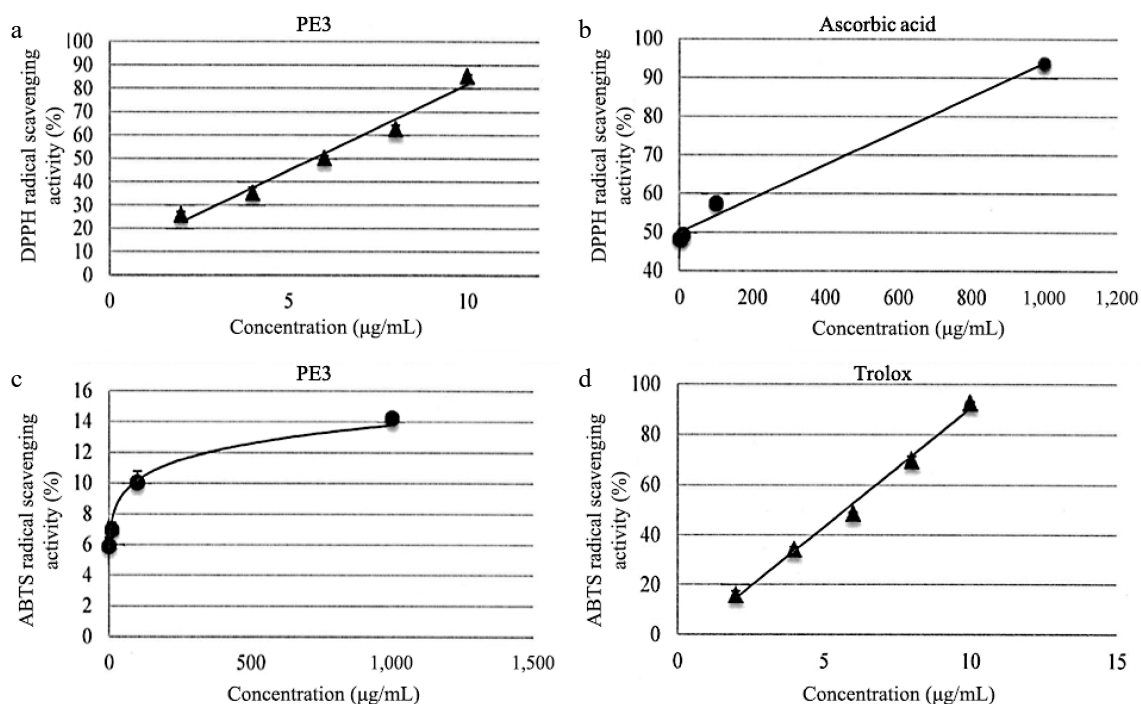 a
PE3
DPPH radical scavenging
activity (%)
100
90
80
70
60
50
40
30
20
10
0
0 5 10
Concentration (µg/mL)
b
Ascorbic acid
DPPH radical scavenging
activity (%)
100
90
80
70
60
50
40
0 200 400 600 800 1,000 1,200
Concentration (µg/mL)
c
PE3
ABTS radical scavenging
activity (%)
16
14
12
10
8
6
4
2
0
0 500 1,000 1,500
Concentration (µg/mL)
d
Trolox
ABTS radical scavenging
activity (%)
100
80
60
40
20
0
0 5 10 15
Concentration (µg/mL)